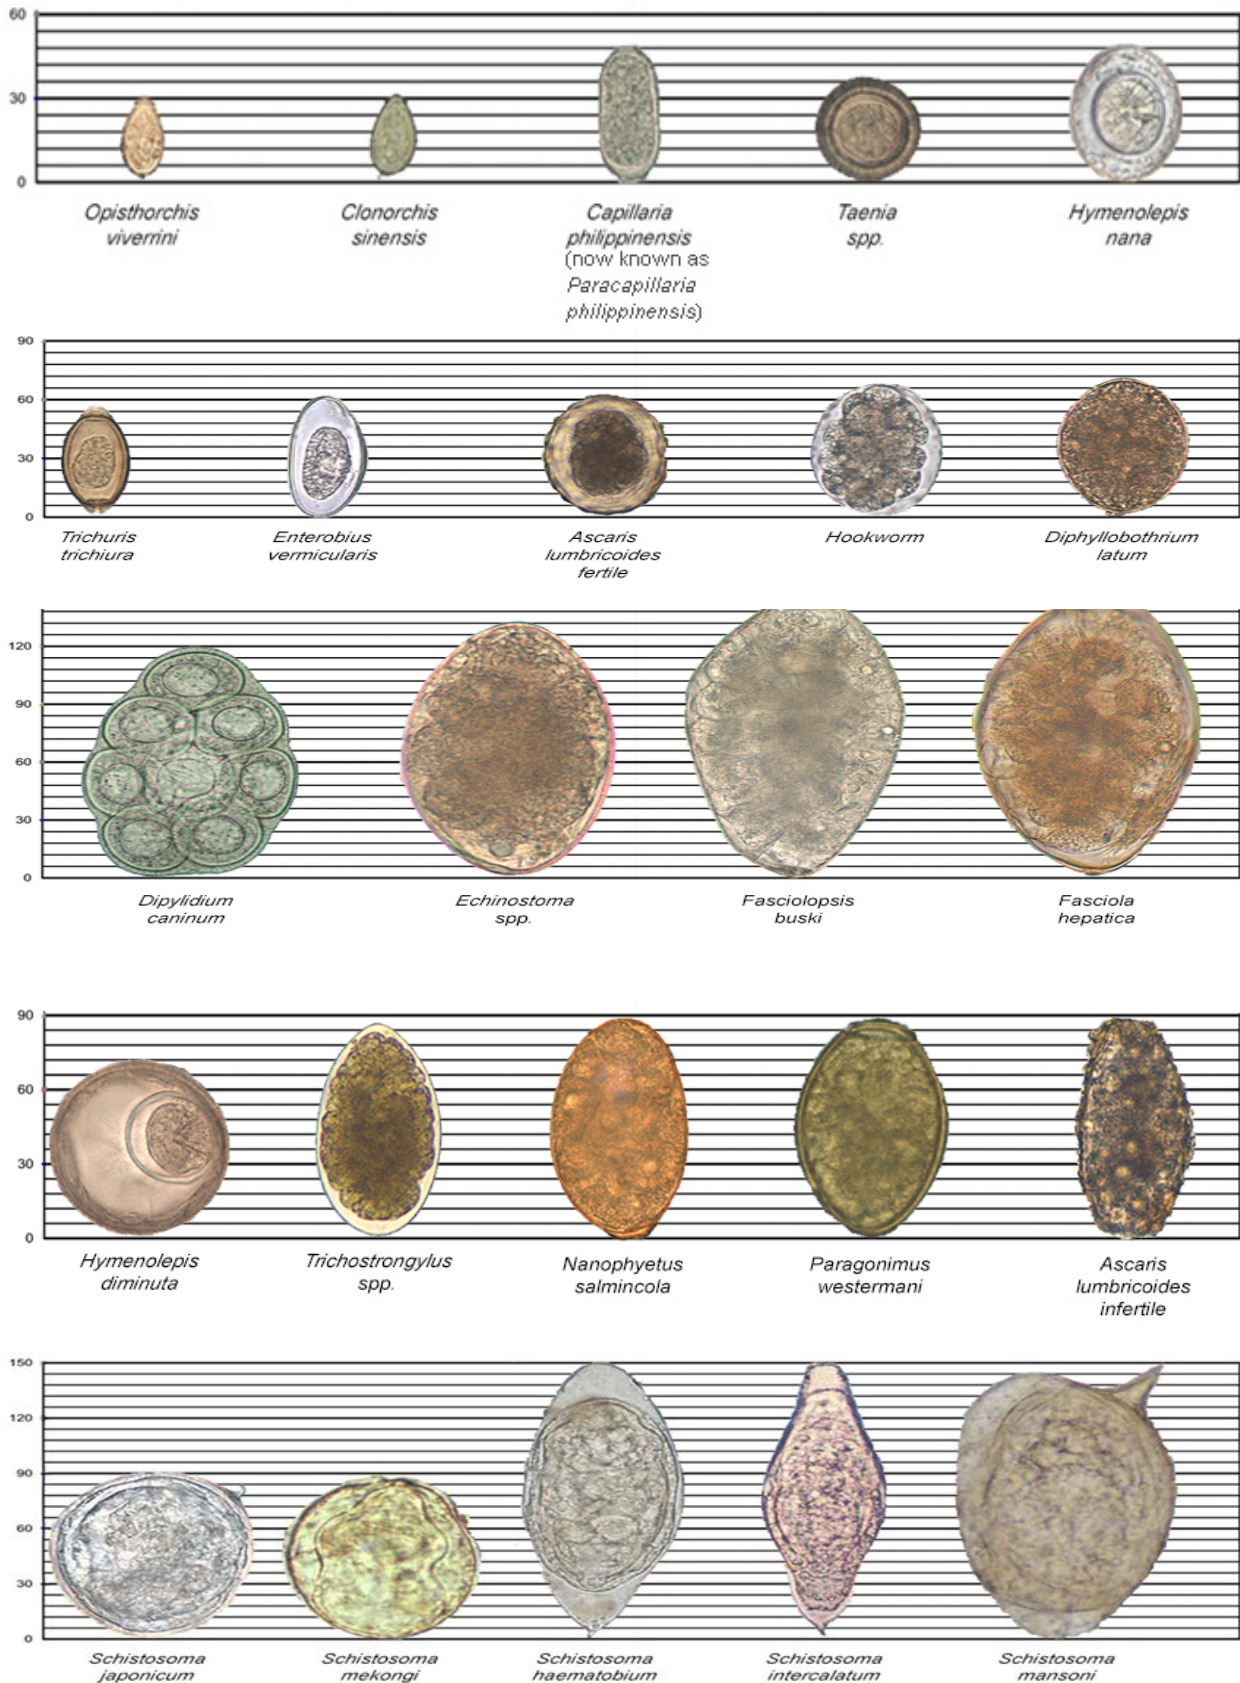 60
30
0
Opisthorchis
viverrini
Clonorchis
sinensis
Capillaria
philippinensis
(now known as
Paracapillaria
philippinensis)
Taenia
spp.
Hymenolepis
nana
90
60
30
0
Trichuris
trichiura
Enterobius
vermicularis
Ascaris
lumbricoides
fertile
Hookworm
Diphyllobothrium
latum
120
90
60
30
0
Dipylidium
caninum
Echinostoma
spp.
Fasciolopsis
buski
Fasciola
hepatica
90
60
30
0
Hymenolepis
diminuta
Trichostrongylus
spp.
Nanophyetus
salmincola
Paragonimus
westermani
Ascaris
lumbricoides
infertile
150
120
90
60
30
0
Schistosoma
japonicum
Schistosoma
mekongi
Schistosoma
haematobium
Schistosoma
intercalatum
Schistosoma
mansoni